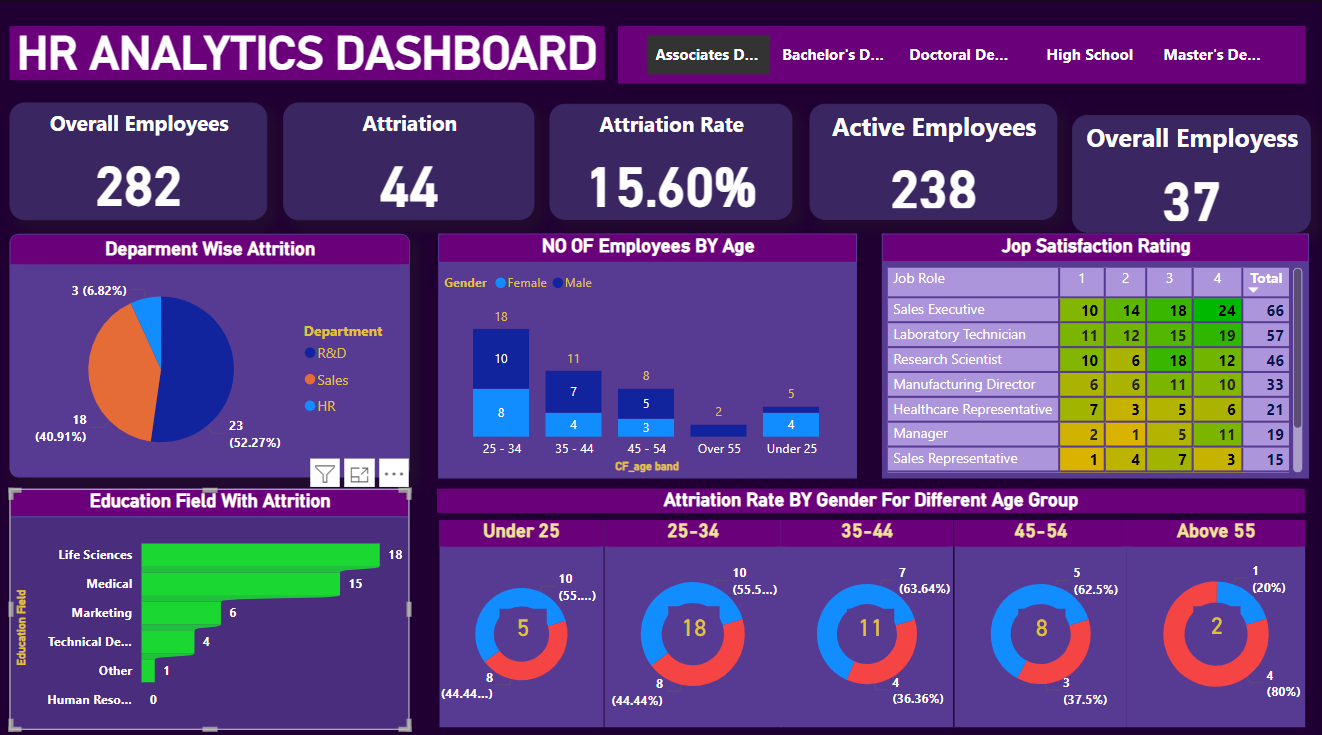 HR ANALYTICS DASHBOARD
Associates D...
Bachelor's D...
Doctoral De...
High School
Master's De...
Overall Employees
282
Attriation
44
Attriation Rate
15.60%
Active Employees
238
Overall Employess
37
Deparment Wise Attrition
3 (6.82%)
18
(40.91%)
23
(52.27%)
Department
R&D
Sales
HR
NO OF Employees BY Age
Gender Female Male
18
10
8
11
7
4
8
5
3
2
5
4
25 - 34
35 - 44
45 - 54
Over 55
Under 25
CF_age band
Jop Satisfaction Rating
Job Role 1 2 3 4 Total
Sales Executive 10 14 18 24 66
Laboratory Technician 11 12 15 19 57
Research Scientist 10 6 18 12 46
Manufacturing Director 6 6 11 10 33
Healthcare Representative 7 3 5 6 21
Manager 2 1 5 11 19
Sales Representative 1 4 7 3 15
Education Field With Attrition
Education Field
Life Sciences 18
Medical 15
Marketing 6
Technical De... 4
Other 1
Human Reso... 0
Attriation Rate BY Gender For Different Age Group
Under 25
10
(55....)
5
8
(44.44...)
25-34
10
(55.5...)
18
8
(44.44%)
35-44
7
(63.64%)
11
4
(36.36%)
45-54
5
(62.5%)
8
3
(37.5%)
Above 55
1
(20%)
2
4
(80%)